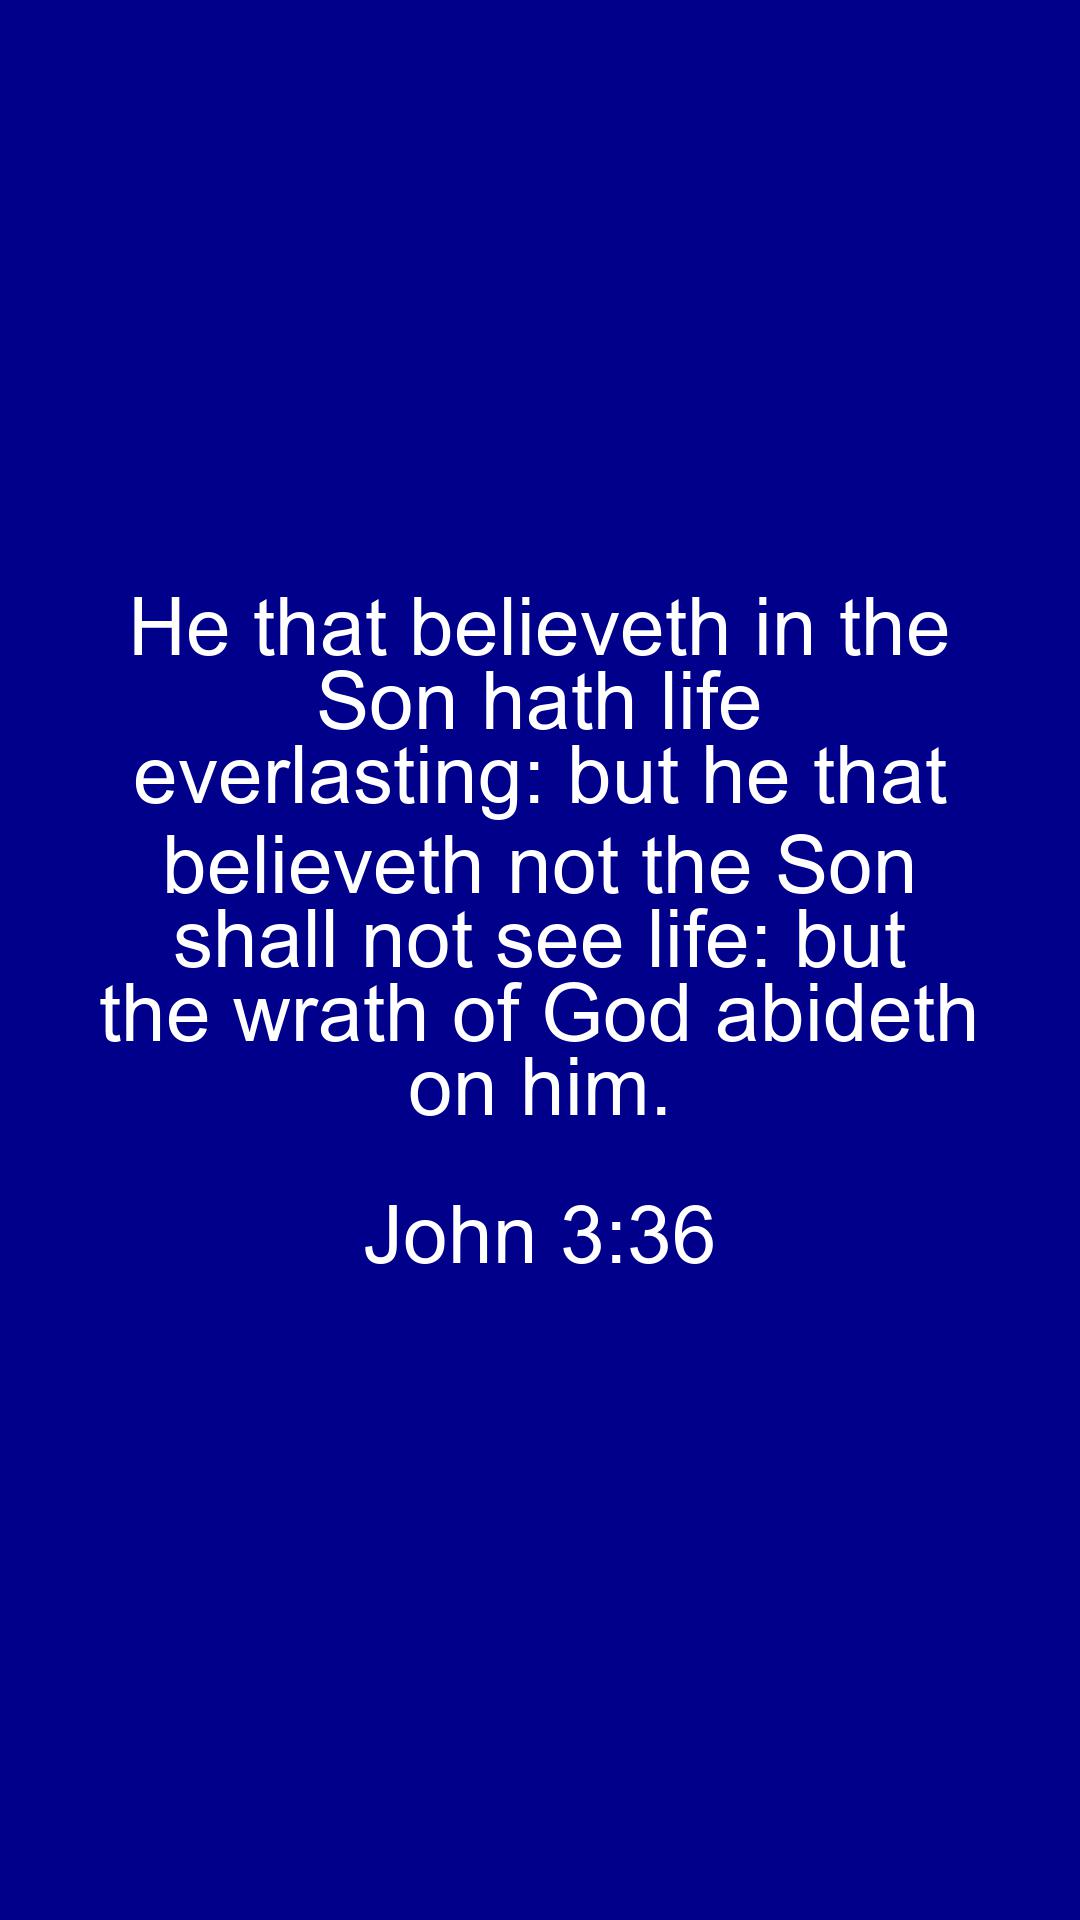 He that believeth in the
Son hath life
everlasting: but he that
believeth not the Son
shall not see life: but
the wrath of God abideth
on him.
John 3:36